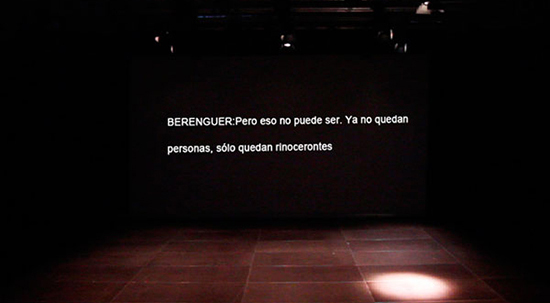 BERENGUER:Pero eso no puede ser. Ya no quedan
personas, sólo quedan rinocerontes